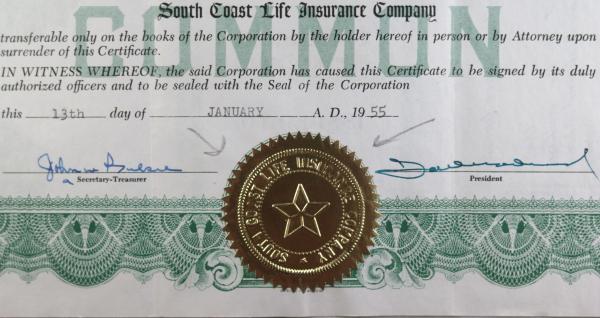 South Coast Life Insurance Company
COMMON
transferable only on the books of the Corporation by the holder hereof in person or by Attorney upon
surrender of this Certificate.
IN WITNESS WHEREOF, the said Corporation has caused this Certificate to be signed by its duly
authorized officers and to be sealed with the Seal of the Corporation
this 13th day of JANUARY A. D., 19 55
Secretary-Treasurer
President
SOUTH COAST LIFE INSURANCE COMPANY